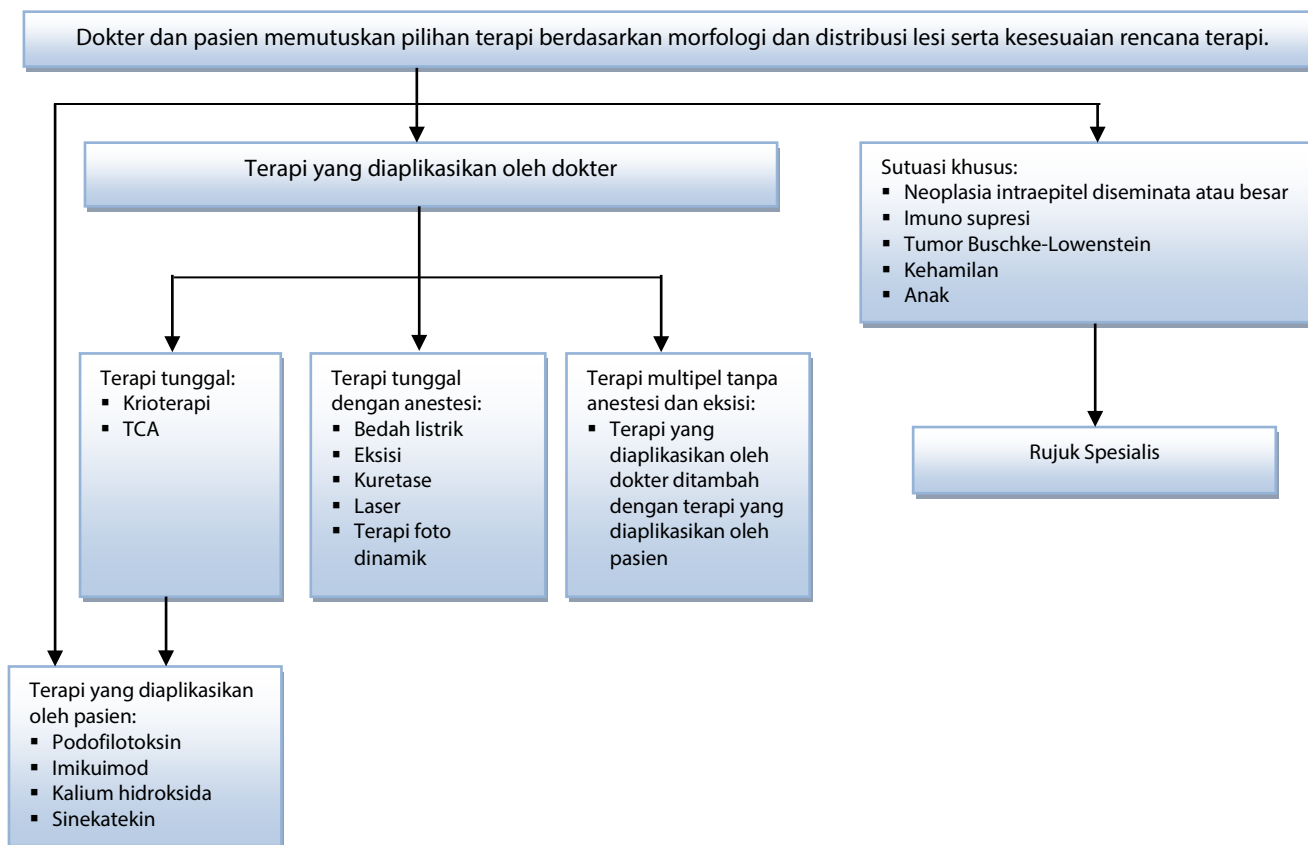 Dokter dan pasien memutuskan pilihan terapi berdasarkan morfologi dan distribusi lesi serta kesesuaian rencana terapi.
Terapi yang diaplikasikan oleh dokter
Sutuasi khusus:
▪ Neoplasia intraepitel diseminata atau besar
▪ Imuno supresi
▪ Tumor Buschke-Lowenstein
▪ Kehamilan
▪ Anak
Terapi tunggal:
▪ Krioterapi
▪ TCA
Terapi tunggal
dengan anestesi:
▪ Bedah listrik
▪ Eksisi
▪ Kuretase
▪ Laser
▪ Terapi foto
dinamik
Terapi multipel tanpa
anestesi dan eksisi:
▪ Terapi yang
diaplikasikan oleh
dokter ditambah
dengan terapi yang
diaplikasikan oleh
pasien
Rujuk Spesialis
Terapi yang diaplikasikan
oleh pasien:
▪ Podofilotoksin
▪ Imikuimod
▪ Kalium hidroksida
▪ Sinekatekin